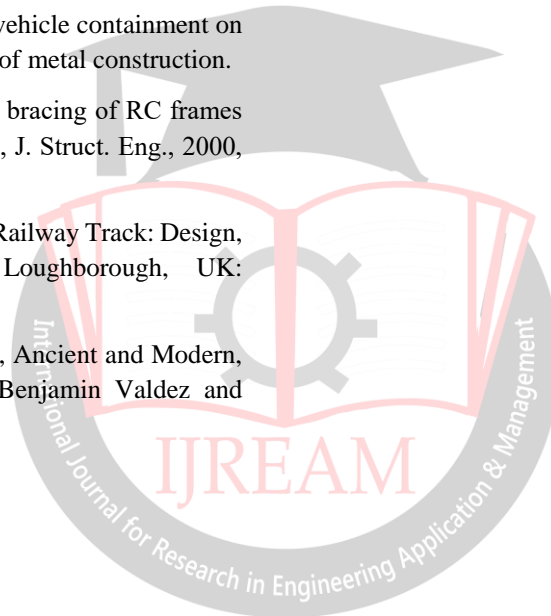 vehicle containment on
of metal construction.
bracing of RC frames
, J. Struct. Eng., 2000,
Railway Track: Design,
Loughborough, UK:
, Ancient and Modern,
Benjamin Valdez and
IJREAM
International Journal for Research in Engineering Application & Management